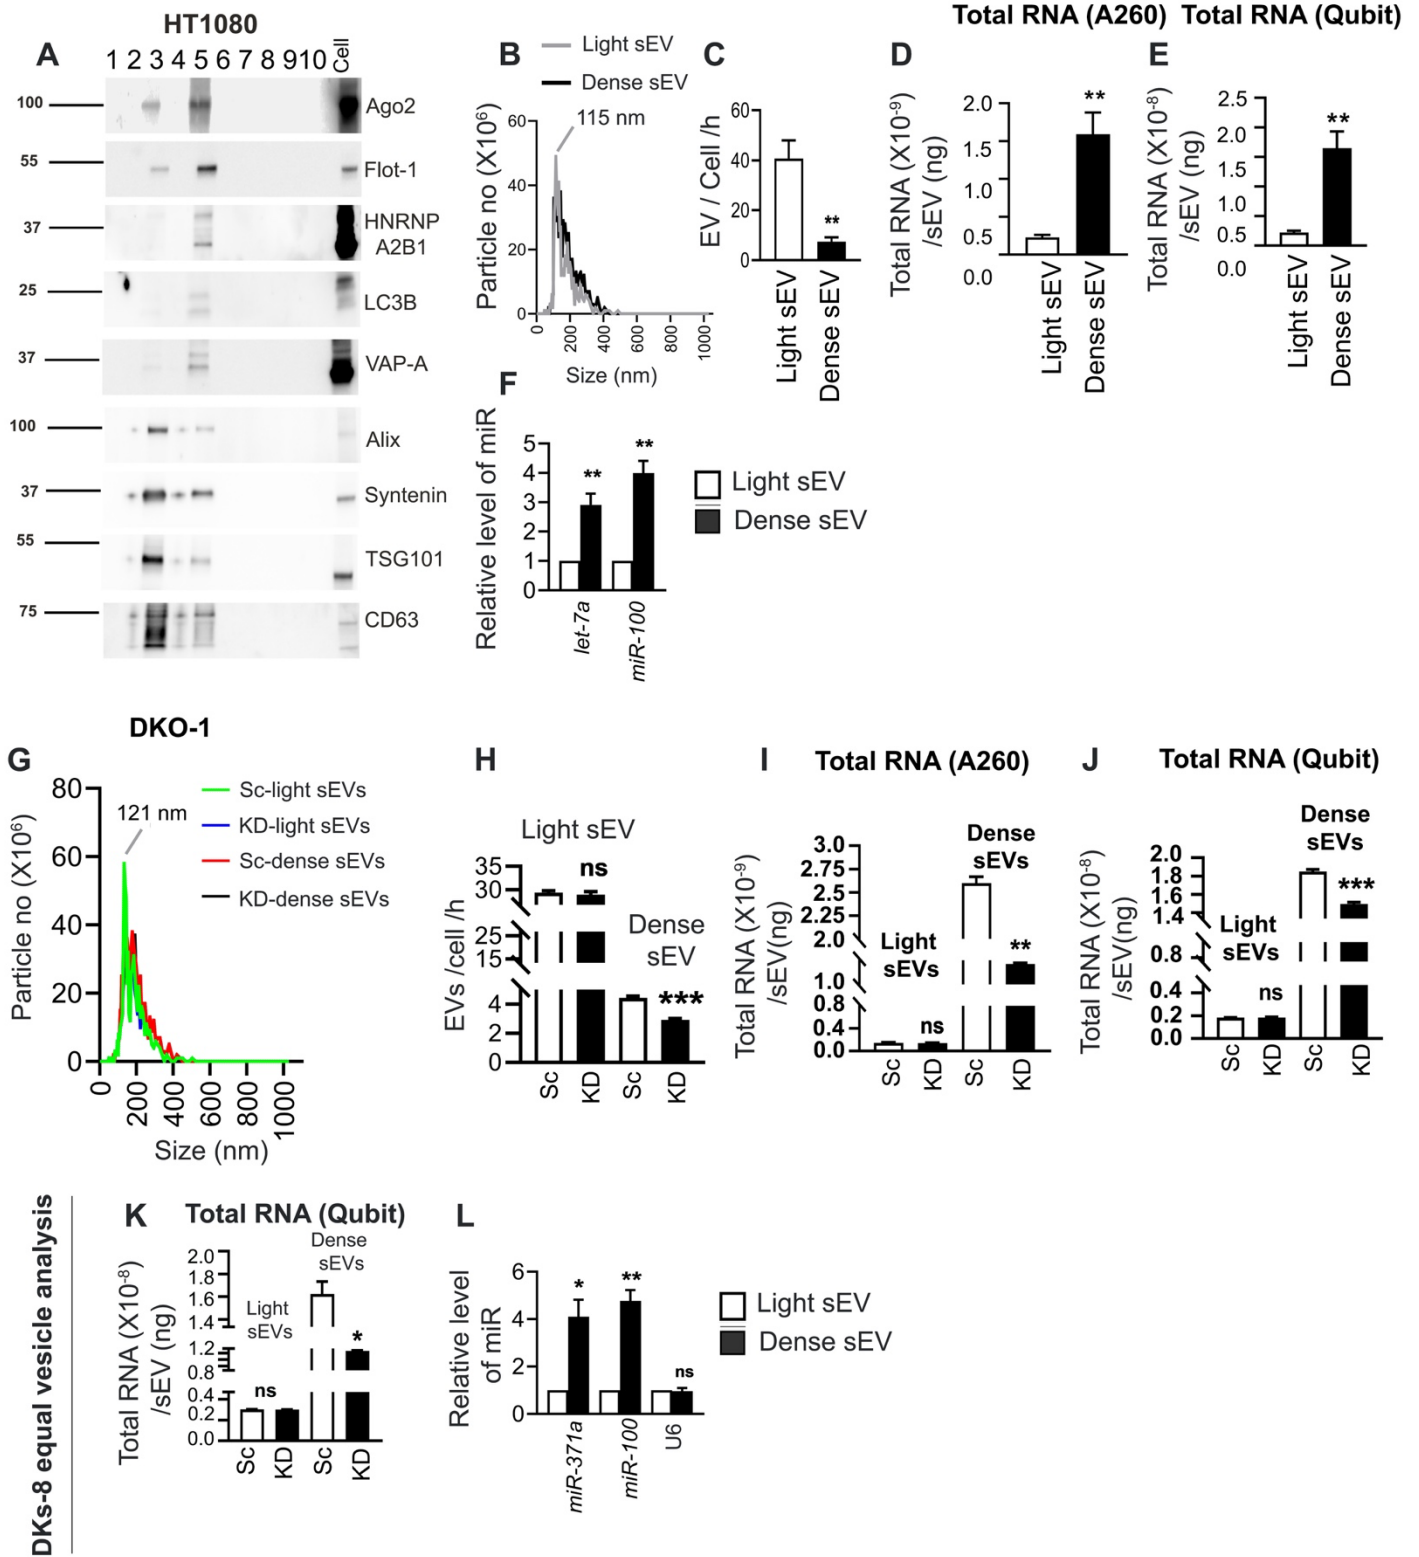 HT1080
A
1 2 3 4 5 6 7 8 9 10 Cell
100 Ago2
55 Flot-1
37 HNRNP
A2B1
25 LC3B
37 VAP-A
100 Alix
37 Syntenin
55 TSG101
75 CD63
B
Light sEV
Dense sEV
115 nm
Particle no (X10⁶)
60
40
20
0
0 200 400 600 800 1000
Size (nm)
C
EV / Cell /h
60
40
20
0
**
Light sEV
Dense sEV
Total RNA (A260)
D
Total RNA (X10⁻⁹)
/sEV (ng)
2.0
1.5
1.0
0.5
0.0
**
Light sEV
Dense sEV
Total RNA (Qubit)
E
Total RNA (X10⁻⁸)
/sEV (ng)
2.5
2.0
1.5
1.0
0.5
0.0
**
Light sEV
Dense sEV
F
Relative level of miR
5
4
3
2
1
0
** **
let-7a
miR-100
Light sEV
Dense sEV
DKO-1
G
Particle no (X10⁶)
80
60
40
20
0
121 nm
Sc-light sEVs
KD-light sEVs
Sc-dense sEVs
KD-dense sEVs
0 200 400 600 800 1000
Size (nm)
H
EVs /cell /h
Light sEV
35
30
25
15
4
2
0
ns
Dense
sEV
***
Sc KD Sc KD
I
Total RNA (A260)
Total RNA (X10⁻⁹)
/sEV(ng)
3.0
2.75
2.5
2.25
2.0
1.0
0.8
0.4
0.0
Light
sEVs
ns
Dense
sEVs
**
Sc KD Sc KD
J
Total RNA (Qubit)
Total RNA (X10⁻⁸)
/sEV(ng)
2.0
1.8
1.6
1.4
0.8
0.4
0.2
0.0
Light
sEVs
ns
Dense
sEVs
***
Sc KD Sc KD
DKs-8 equal vesicle analysis
K
Total RNA (Qubit)
Total RNA (X10⁻⁸)
/sEV (ng)
2.0
1.8
1.6
1.4
1.2
0.8
0.4
0.2
0.0
Light
sEVs
ns
Dense
sEVs
*
Sc KD Sc KD
L
Relative level
of miR
6
4
2
0
* ** ns
miR-371a
miR-100
U6
Light sEV
Dense sEV